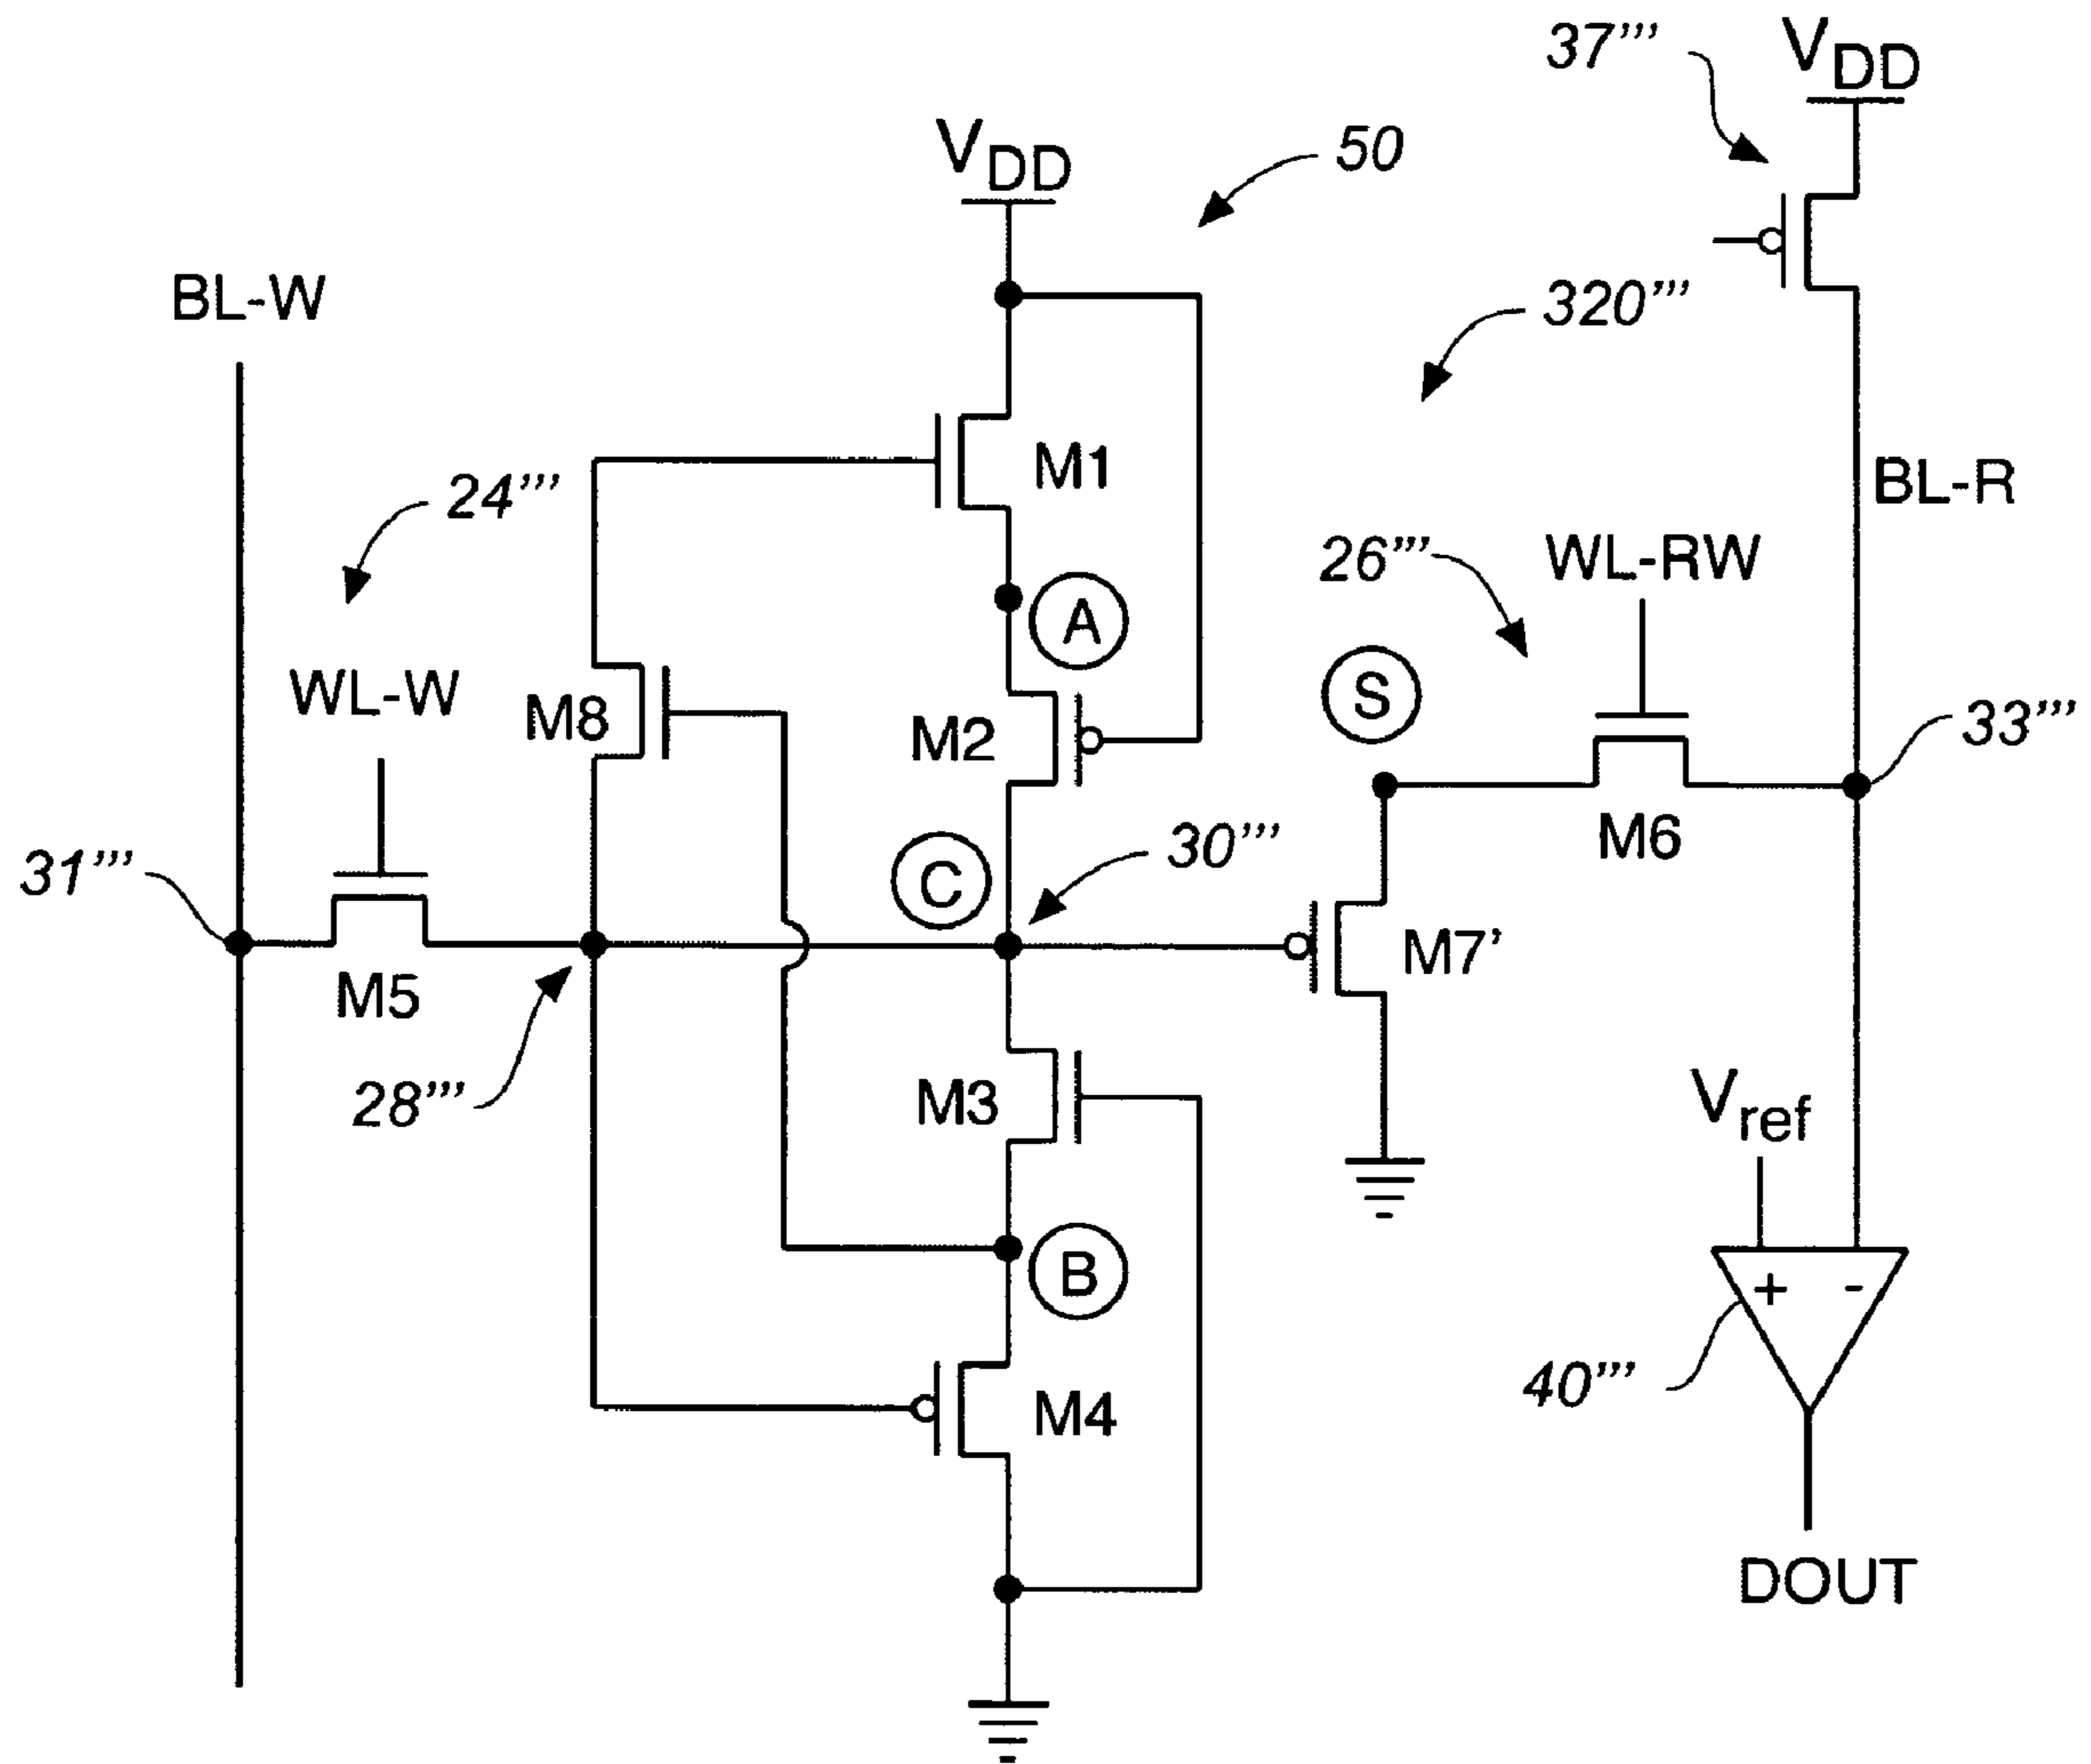 37’’’
VDD
VDD
50
BL-W
320’’’
M1
24’’’
BL-R
26’’’
WL-RW
A
WL-W
M8
M2
S
33’’’
31’’’
C
30’’’
M6
M5
M7’
28’’’
M3
Vref
B
+ -
40’’’
M4
DOUT